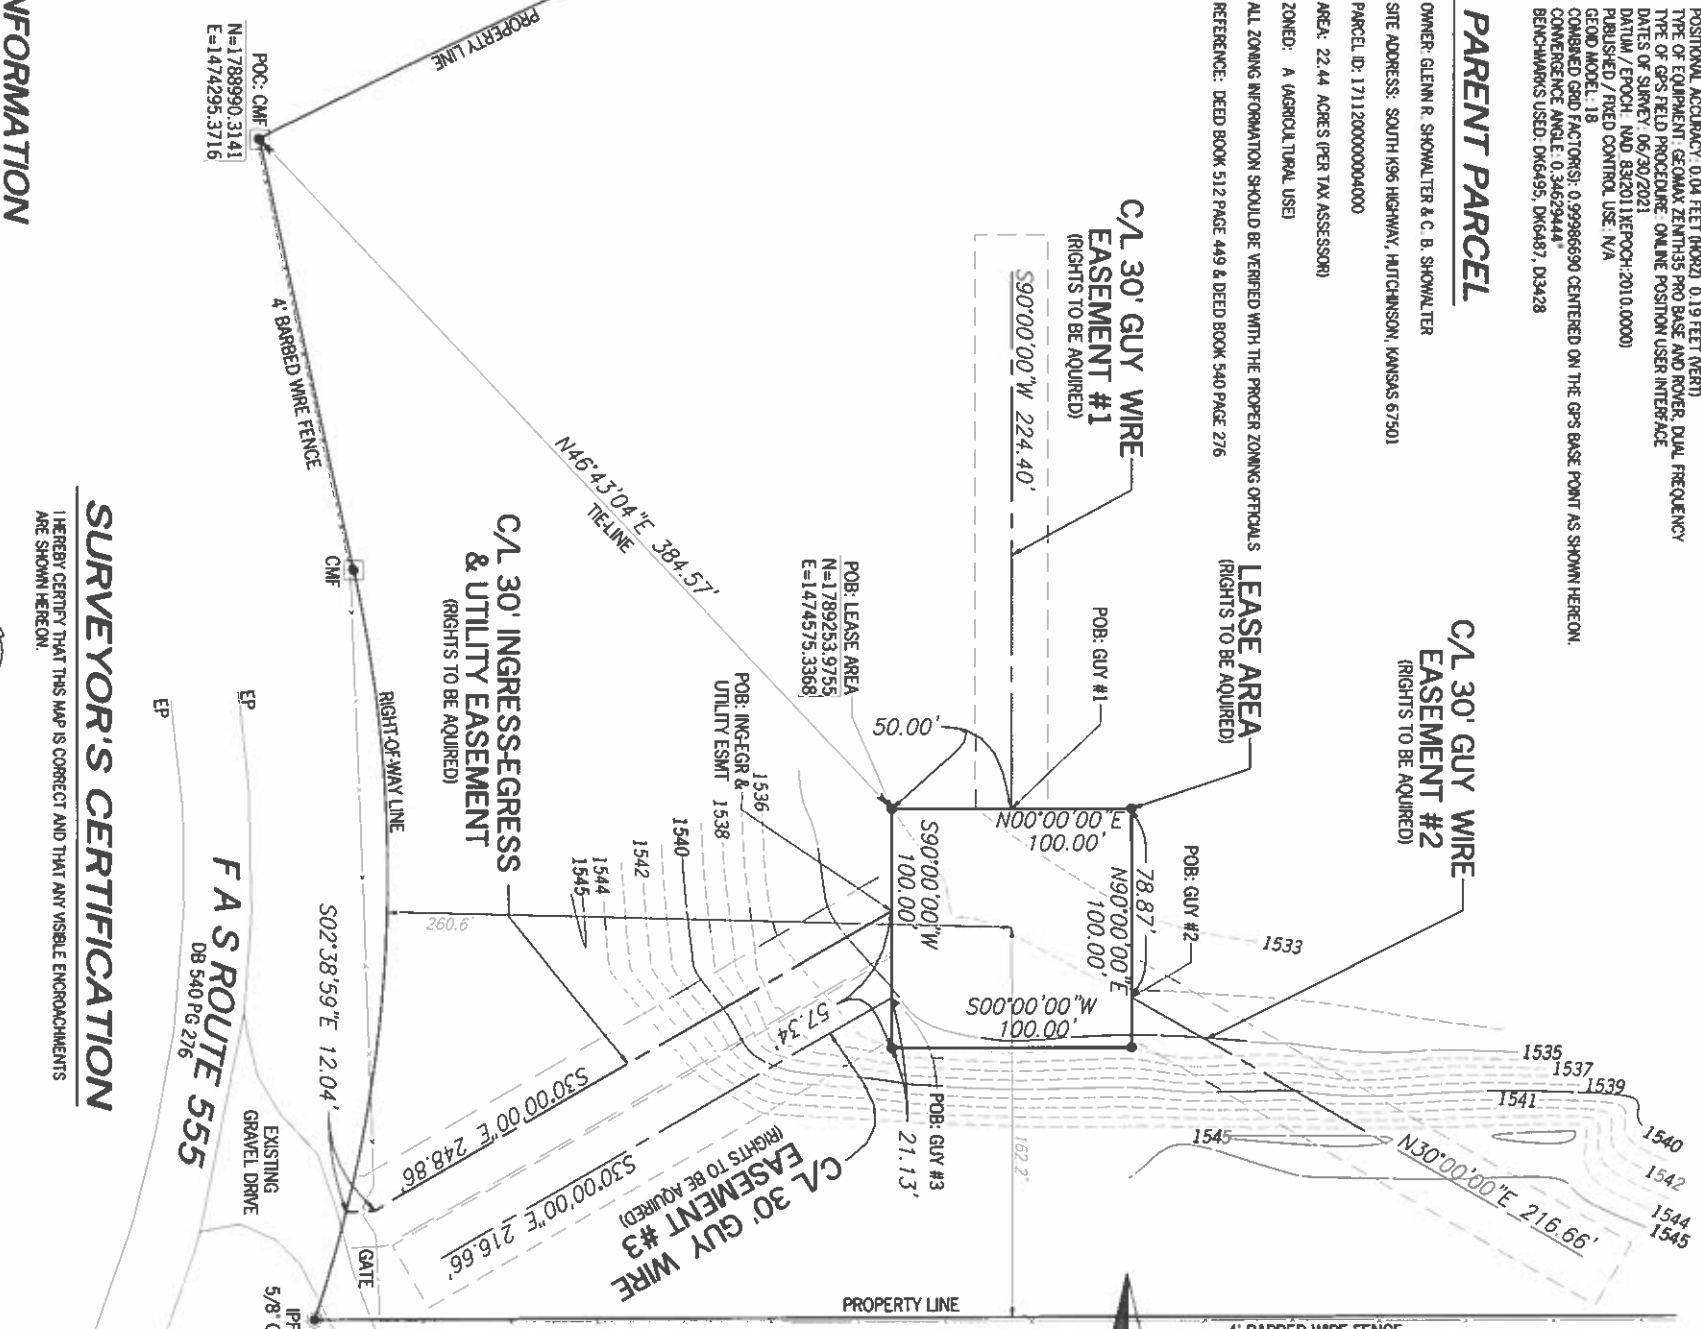 POSITIONAL ACCURACY: 0.04 FEET (HORZ) 0.19 FEET (VERT)
TYPE OF EQUIPMENT: GEOMAX ZENITH35 PRO BASE AND ROVER, DUAL FREQUENCY
TYPE OF GPS FIELD PROCEDURE: ONLINE POSITION USER INTERFACE
DATES OF SURVEY: 06/30/2021
DATUM / EPOCH: NAD_83(2011)(EPOCH:2010.0000)
PUBLISHED / FIXED CONTROL USE: N/A
GEOID MODEL: 18
COMBINED GRID FACTOR(S): 0.99986690 CENTERED ON THE GPS BASE POINT AS SHOWN HEREON.
CONVERGENCE ANGLE: 0.34629444°
BENCHMARKS USED: DK6495, DK6487, DI3428
PARENT PARCEL
OWNER: GLENN R. SHOWALTER & C. B. SHOWALTER
SITE ADDRESS: SOUTH K96 HIGHWAY, HUTCHINSON, KANSAS 67501
PARCEL ID: 1711200000004000
AREA: 22.44 ACRES (PER TAX ASSESSOR)
ZONED: A (AGRICULTURAL USE)
ALL ZONING INFORMATION SHOULD BE VERIFIED WITH THE PROPER ZONING OFFICIALS
REFERENCE: DEED BOOK 512 PAGE 449 & DEED BOOK 540 PAGE 276
C/L 30' GUY WIRE
EASEMENT #2
(RIGHTS TO BE AQUIRED)
LEASE AREA
(RIGHTS TO BE AQUIRED)
C/L 30' GUY WIRE
EASEMENT #1
(RIGHTS TO BE AQUIRED)
S90°00'00"W 224.40'
POB: GUY #1
POB: GUY #2
78.87'
N90°00'00"E
100.00'
N00°00'00"E
100.00'
S00°00'00"W
100.00'
S90°00'00"W
100.00'
50.00'
POB: LEASE AREA
N=1789253.9755
E=1474575.3368
POB: ING-EGR &
UTILITY ESMT
1533
1535
1537
1539
1541
1540
1542
1544
1545
1545
N30°00'00"E 216.66'
1536
1538
1540
1542
1544
1545
N46°43'04"E 384.57'
TIE-LINE
C/L 30' INGRESS-EGRESS
& UTILITY EASEMENT
(RIGHTS TO BE AQUIRED)
57.34'
POB: GUY #3
21.13'
162.2'
260.6'
C/L 30' GUY WIRE
EASEMENT #3
(RIGHTS TO BE AQUIRED)
S30°00'00"E 248.86'
S30°00'00"E 216.66'
PROPERTY LINE
4' BARBED WIRE FENCE
PROPERTY LINE
POC: CMF
N=1788990.3141
E=1474295.3716
4' BARBED WIRE FENCE
CMF
RIGHT-OF-WAY LINE
S02°38'59"E 12.04'
GATE
EP
EP
F A S ROUTE 555
DB 540 PG 276
EXISTING
GRAVEL DRIVE
IPF
5/8"
SURVEYOR'S CERTIFICATION
I HEREBY CERTIFY THAT THIS MAP IS CORRECT AND THAT ANY VISIBLE ENCROACHMENTS
ARE SHOWN HEREON.
NFORMATION